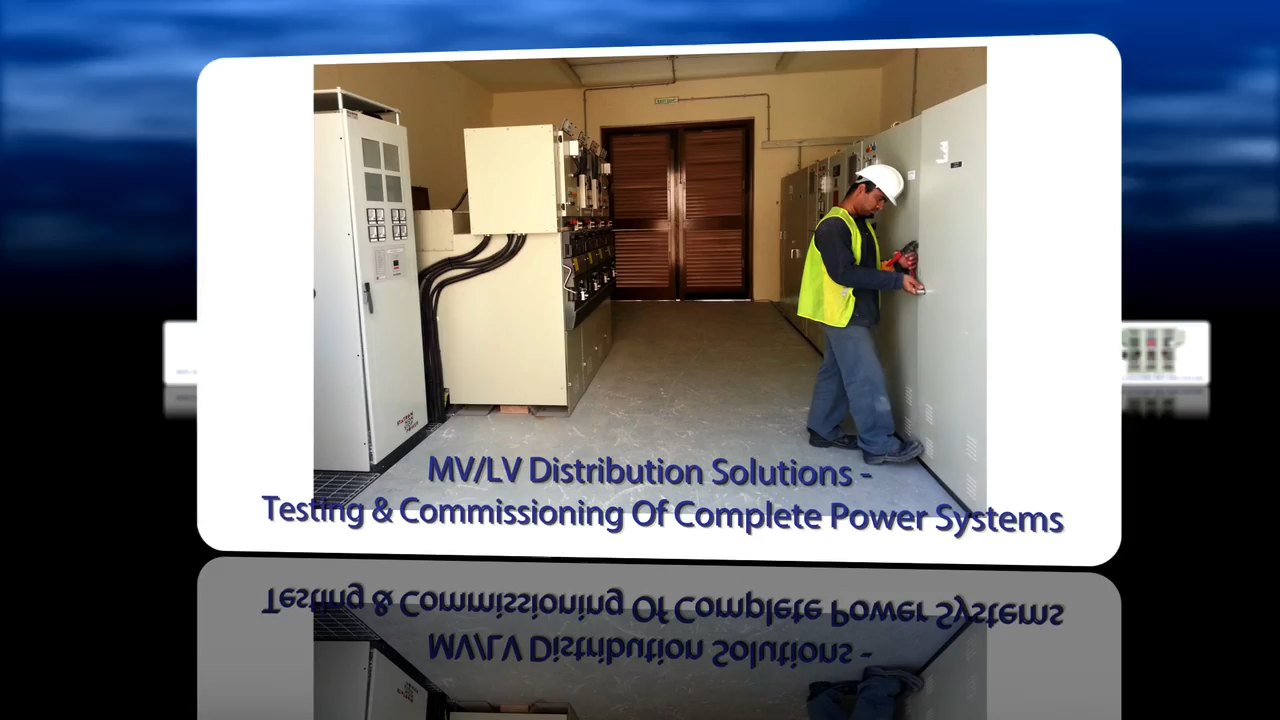 MV/LV Distribution Solutions -
Testing & Commissioning Of Complete Power Systems